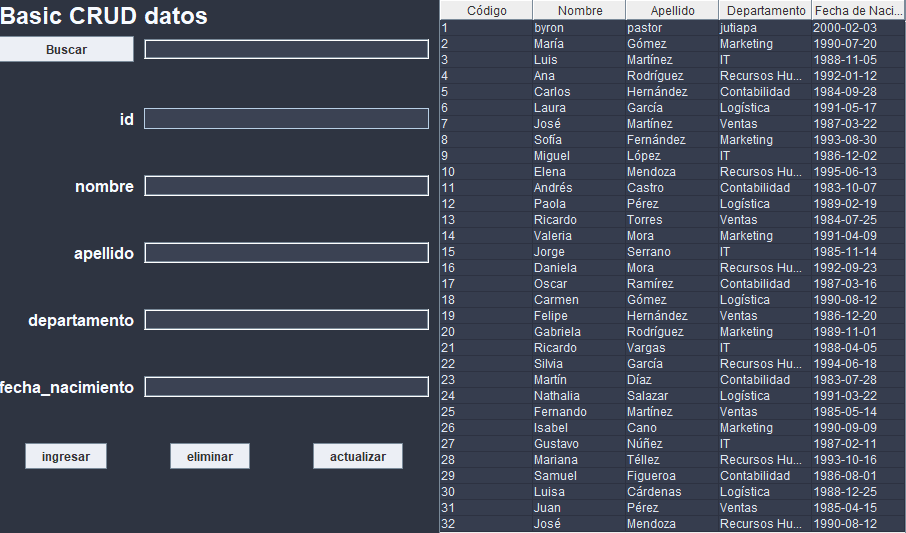 Basic CRUD datos
Buscar
id
nombre
apellido
departamento
fecha_nacimiento
ingresar eliminar actualizar
Código Nombre Apellido Departamento Fecha de Naci...
1 byron pastor jutiapa 2000-02-03
2 María Gómez Marketing 1990-07-20
3 Luis Martínez IT 1988-11-05
4 Ana Rodríguez Recursos Hu... 1992-01-12
5 Carlos Hernández Contabilidad 1984-09-28
6 Laura García Logística 1991-05-17
7 José Martínez Ventas 1987-03-22
8 Sofía Fernández Marketing 1993-08-30
9 Miguel López IT 1986-12-02
10 Elena Mendoza Recursos Hu... 1995-06-13
11 Andrés Castro Contabilidad 1983-10-07
12 Paola Pérez Logística 1989-02-19
13 Ricardo Torres Ventas 1984-07-25
14 Valeria Mora Marketing 1991-04-09
15 Jorge Serrano IT 1985-11-14
16 Daniela Mora Recursos Hu... 1992-09-23
17 Oscar Ramírez Contabilidad 1987-03-16
18 Carmen Gómez Logística 1990-08-12
19 Felipe Hernández Ventas 1986-12-20
20 Gabriela Rodríguez Marketing 1989-11-01
21 Ricardo Vargas IT 1988-04-05
22 Silvia García Recursos Hu... 1994-06-18
23 Martín Díaz Contabilidad 1983-07-28
24 Nathalia Salazar Logística 1991-03-22
25 Fernando Martínez Ventas 1985-05-14
26 Isabel Cano Marketing 1990-09-09
27 Gustavo Núñez IT 1987-02-11
28 Mariana Téllez Recursos Hu... 1993-10-16
29 Samuel Figueroa Contabilidad 1986-08-01
30 Luisa Cárdenas Logística 1988-12-25
31 Juan Pérez Ventas 1985-04-15
32 José Mendoza Recursos Hu... 1990-08-12